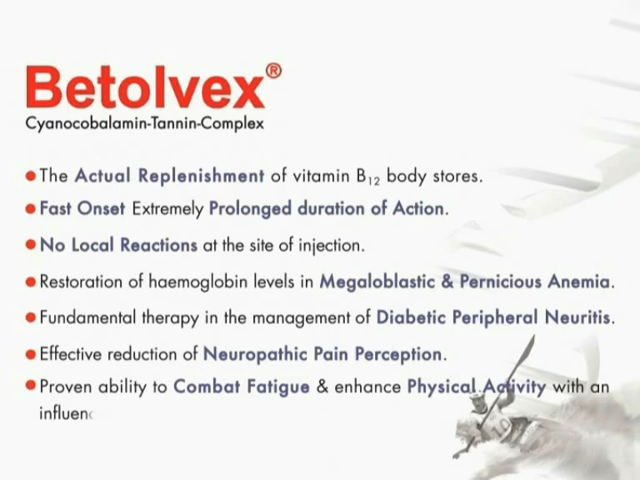 Betolvex®
Cyanocobalamin-Tannin-Complex
● The Actual Replenishment of vitamin B₁₂ body stores.
● Fast Onset Extremely Prolonged duration of Action.
● No Local Reactions at the site of injection.
● Restoration of haemoglobin levels in Megaloblastic & Pernicious Anemia.
● Fundamental therapy in the management of Diabetic Peripheral Neuritis.
● Effective reduction of Neuropathic Pain Perception.
● Proven ability to Combat Fatigue & enhance Physical Activity with an
influenc